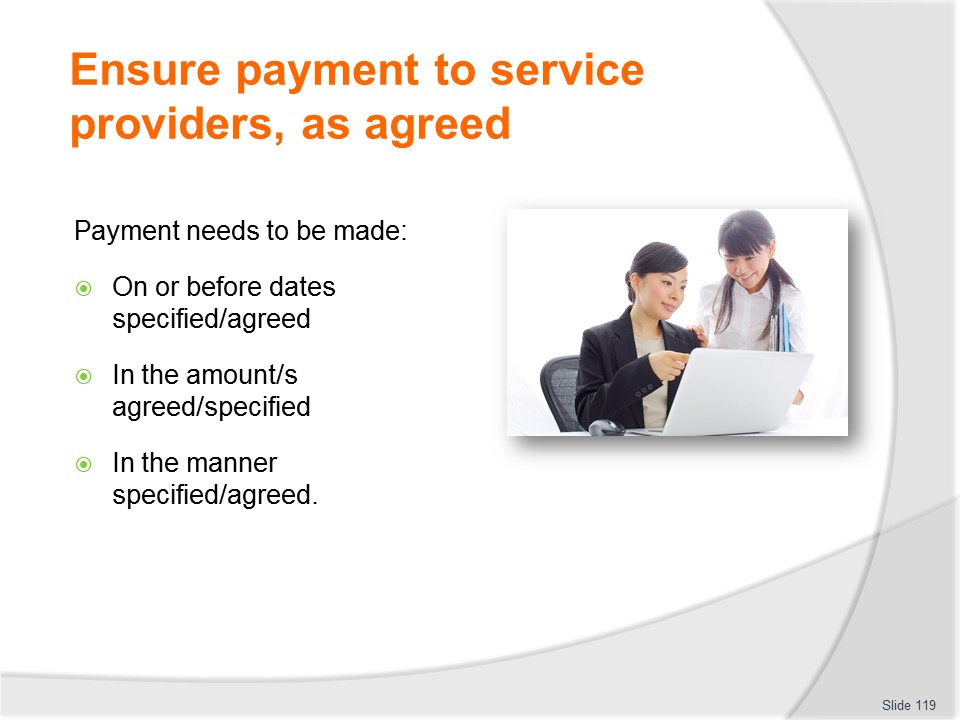 Ensure payment to service
providers, as agreed
Payment needs to be made:
On or before dates
specified/agreed
In the amount/s
agreed/specified
In the manner
specified/agreed.
Slide 119